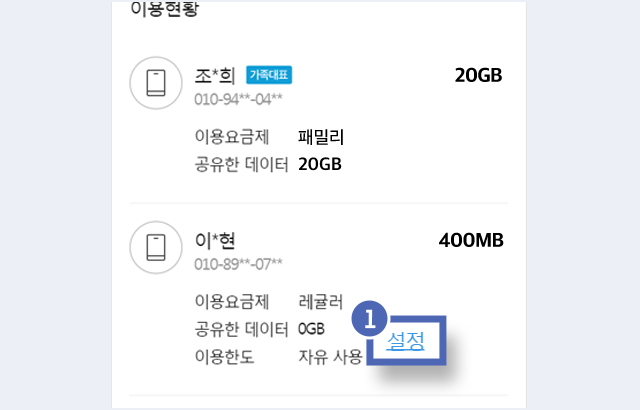 이용현황
조*희 가족대표 20GB
010-94**-04**
이용요금제 패밀리
공유한 데이터 20GB
이*현 400MB
010-89**-07**
이용요금제 레귤러
공유한 데이터 0GB
1
이용한도 자유 사용 설정